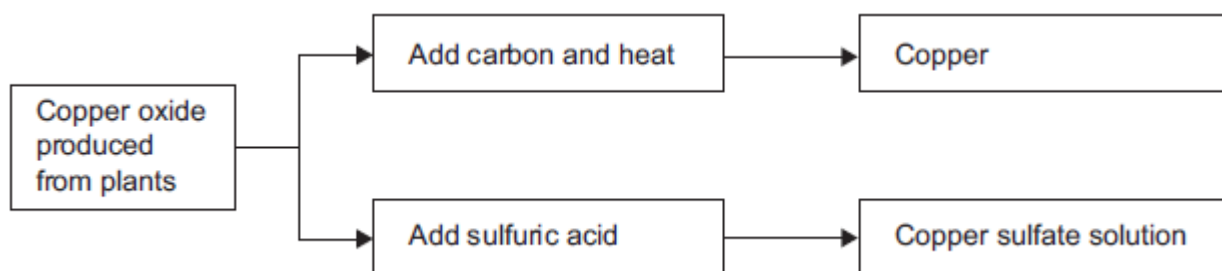 Copper oxide
produced
from plants
Add carbon and heat
Copper
Add sulfuric acid
Copper sulfate solution